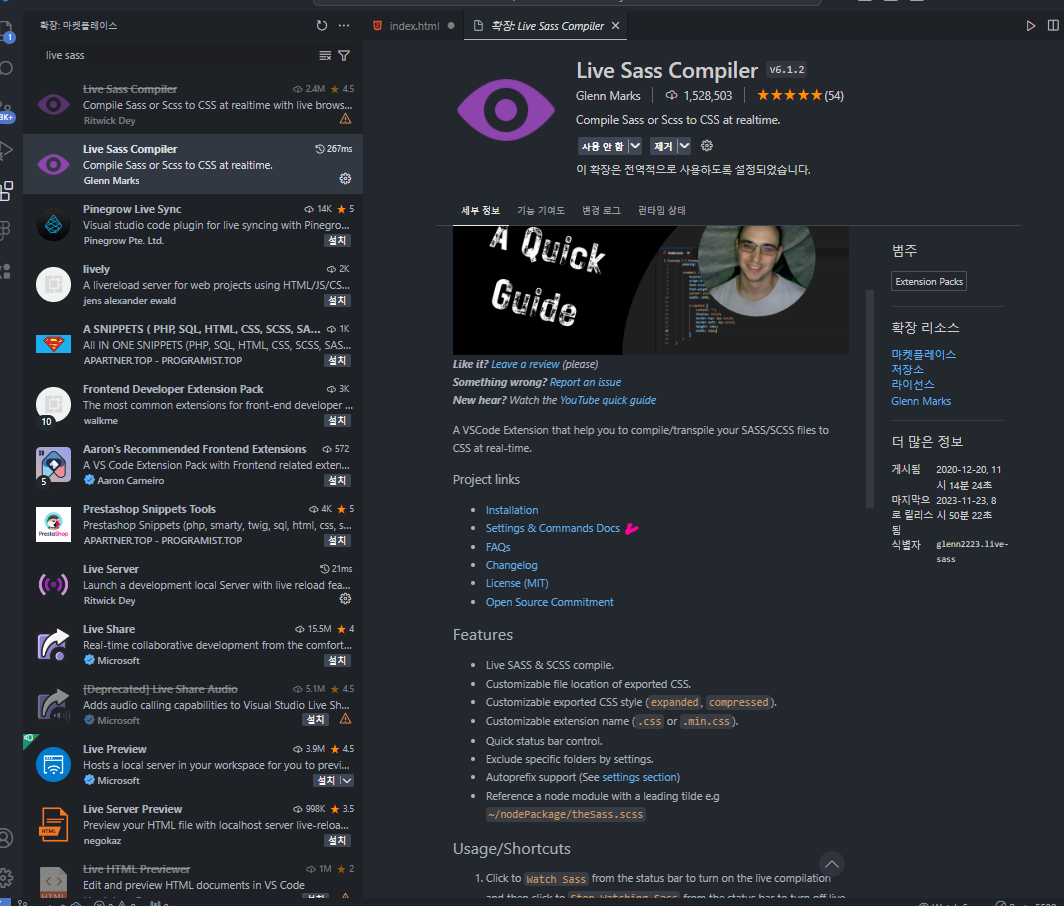 확장: 마켓플레이스
live sass
Live Sass Compiler 2.4M ★ 4.5
Compile Sass or Scss to CSS at realtime with live brows...
Ritwick Dey
Live Sass Compiler 267ms
Compile Sass or Scss to CSS at realtime.
Glenn Marks
Pinegrow Live Sync 14K ★ 5
Visual studio code plugin for live syncing with Pinegro...
Pinegrow Pte. Ltd. 설치
lively 2K
A livereload server for web projects using HTML/JS/CS...
jens alexander ewald 설치
A SNIPPETS ( PHP, SQL, HTML, CSS, SCSS, SA... 1K
All IN ONE SNIPPETS (PHP, SQL, HTML, CSS, SCSS, SAS...
APARTNER.TOP - PROGRAMIST.TOP 설치
Frontend Developer Extension Pack 3K
The most common extensions for front-end developer ...
10 walkme 설치
Aaron's Recommended Frontend Extensions 572
A VS Code Extension Pack with Frontend related exten...
5 Aaron Carneiro 설치
Prestashop Snippets Tools 4K ★ 5
Prestashop Snippets (php, smarty, twig, sql, html, css, s...
PrestaShop
APARTNER.TOP - PROGRAMIST.TOP 설치
Live Server 21ms
Launch a development local Server with live reload fea...
Ritwick Dey
Live Share 15.5M ★ 4
Real-time collaborative development from the comfort...
Microsoft 설치
[Deprecated] Live Share Audio 5.1M ★ 4.5
Adds audio calling capabilities to Visual Studio Live Sh...
Microsoft 설치
Live Preview 3.9M ★ 4.5
Hosts a local server in your workspace for you to previ...
Microsoft 설치
Live Server Preview 998K ★ 3.5
Preview your HTML file with localhost server live-reloa...
HTML
negokaz 설치
Live HTML Previewer 1M ★ 2
Edit and preview HTML documents in VS Code
index.html
확장: Live Sass Compiler
Live Sass Compiler v6.1.2
Glenn Marks 1,528,503 ★★★★★ (54)
Compile Sass or Scss to CSS at realtime.
사용 안 함 제거
이 확장은 전역적으로 사용하도록 설정되었습니다.
세부 정보 기능 기여도 변경 로그 런타임 상태
A Quick
Guide
Like it? Leave a review (please)
Something wrong? Report an issue
New hear? Watch the YouTube quick guide
A VSCode Extension that help you to compile/transpile your SASS/SCSS files to
CSS at real-time.
Project links
• Installation
• Settings & Commands Docs
• FAQs
• Changelog
• License (MIT)
• Open Source Commitment
Features
• Live SASS & SCSS compile.
• Customizable file location of exported CSS.
• Customizable exported CSS style (expanded, compressed).
• Customizable extension name (.css or .min.css).
• Quick status bar control.
• Exclude specific folders by settings.
• Autoprefix support (See settings section)
• Reference a node module with a leading tilde e.g
~/nodePackage/theSass.scss
Usage/Shortcuts
1. Click to Watch Sass from the status bar to turn on the live compilation
and then click to Stop Watching Sass from the status bar to turn off live
범주
Extension Packs
확장 리소스
마켓플레이스
저장소
라이선스
Glenn Marks
더 많은 정보
게시됨 2020-12-20, 11
시 14분 24초
마지막으 2023-11-23, 8
로 릴리스 시 50분 22초
됨
식별자 glenn2223.live-
sass